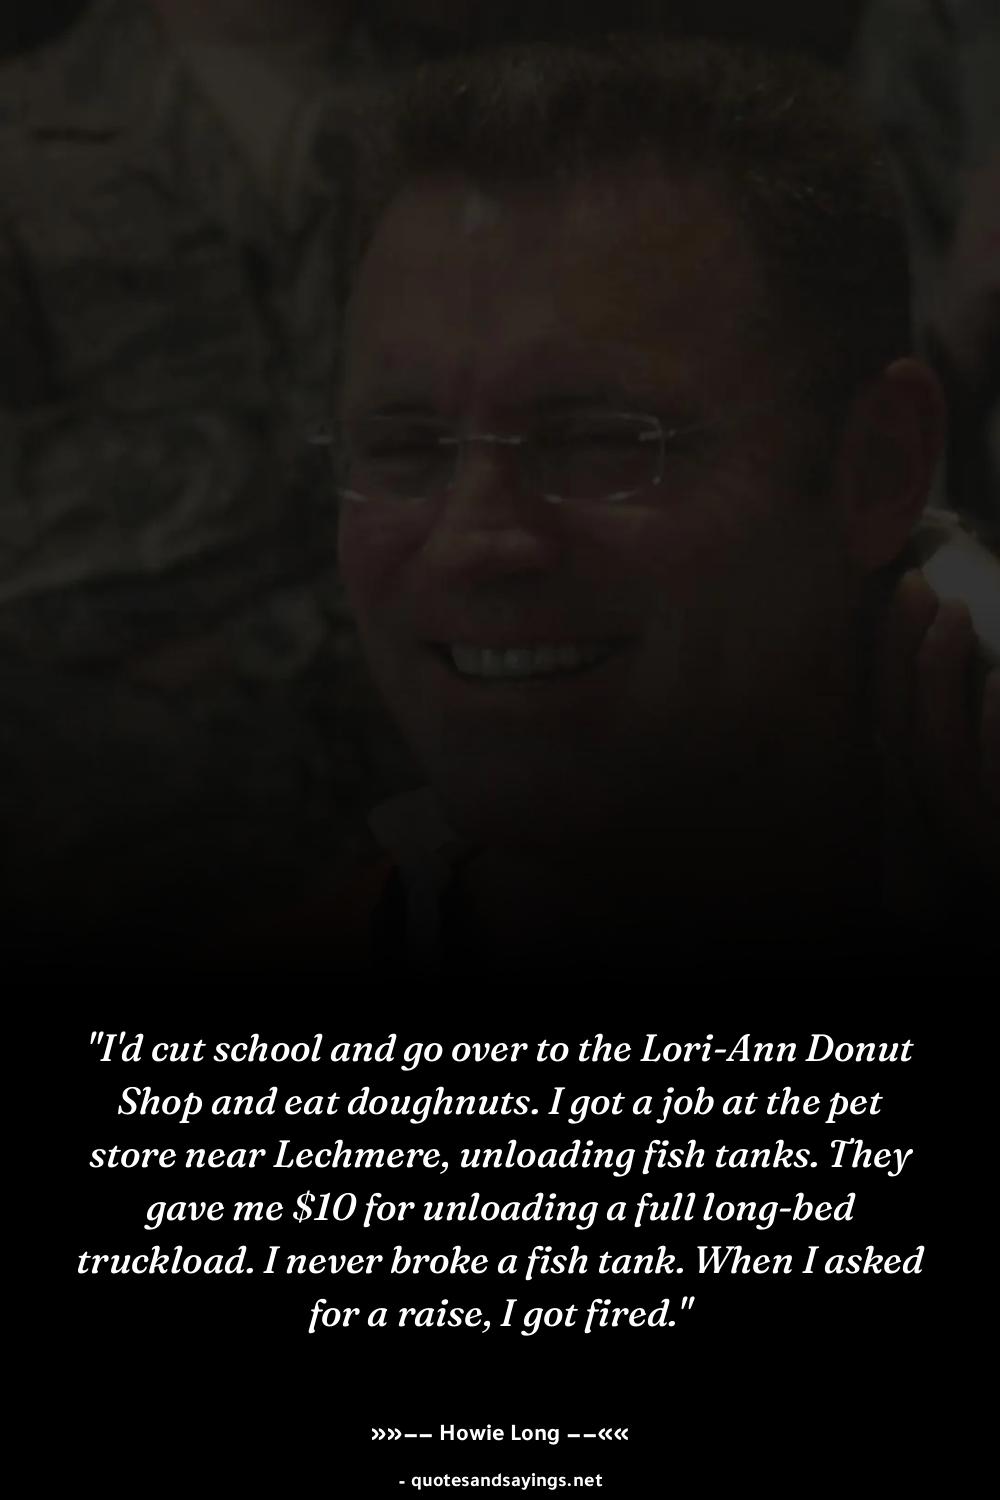 "I'd cut school and go over to the Lori-Ann Donut
Shop and eat doughnuts. I got a job at the pet
store near Lechmere, unloading fish tanks. They
gave me $10 for unloading a full long-bed
truckload. I never broke a fish tank. When I asked
for a raise, I got fired."
»»—— Howie Long ——««
- quotesandsayings.net